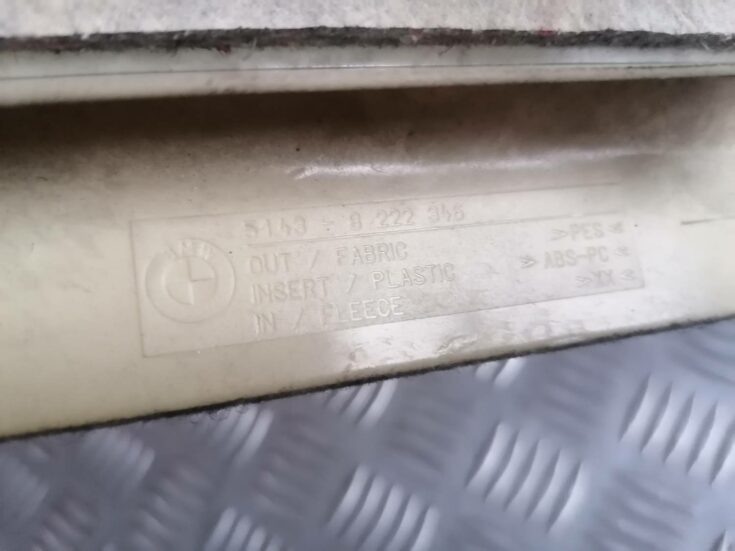 5143 - 8 222 346
OUT / FABRIC >PES<
INSERT / PLASTIC >ABS-PC<
IN / FLEECE >XX<
BMW